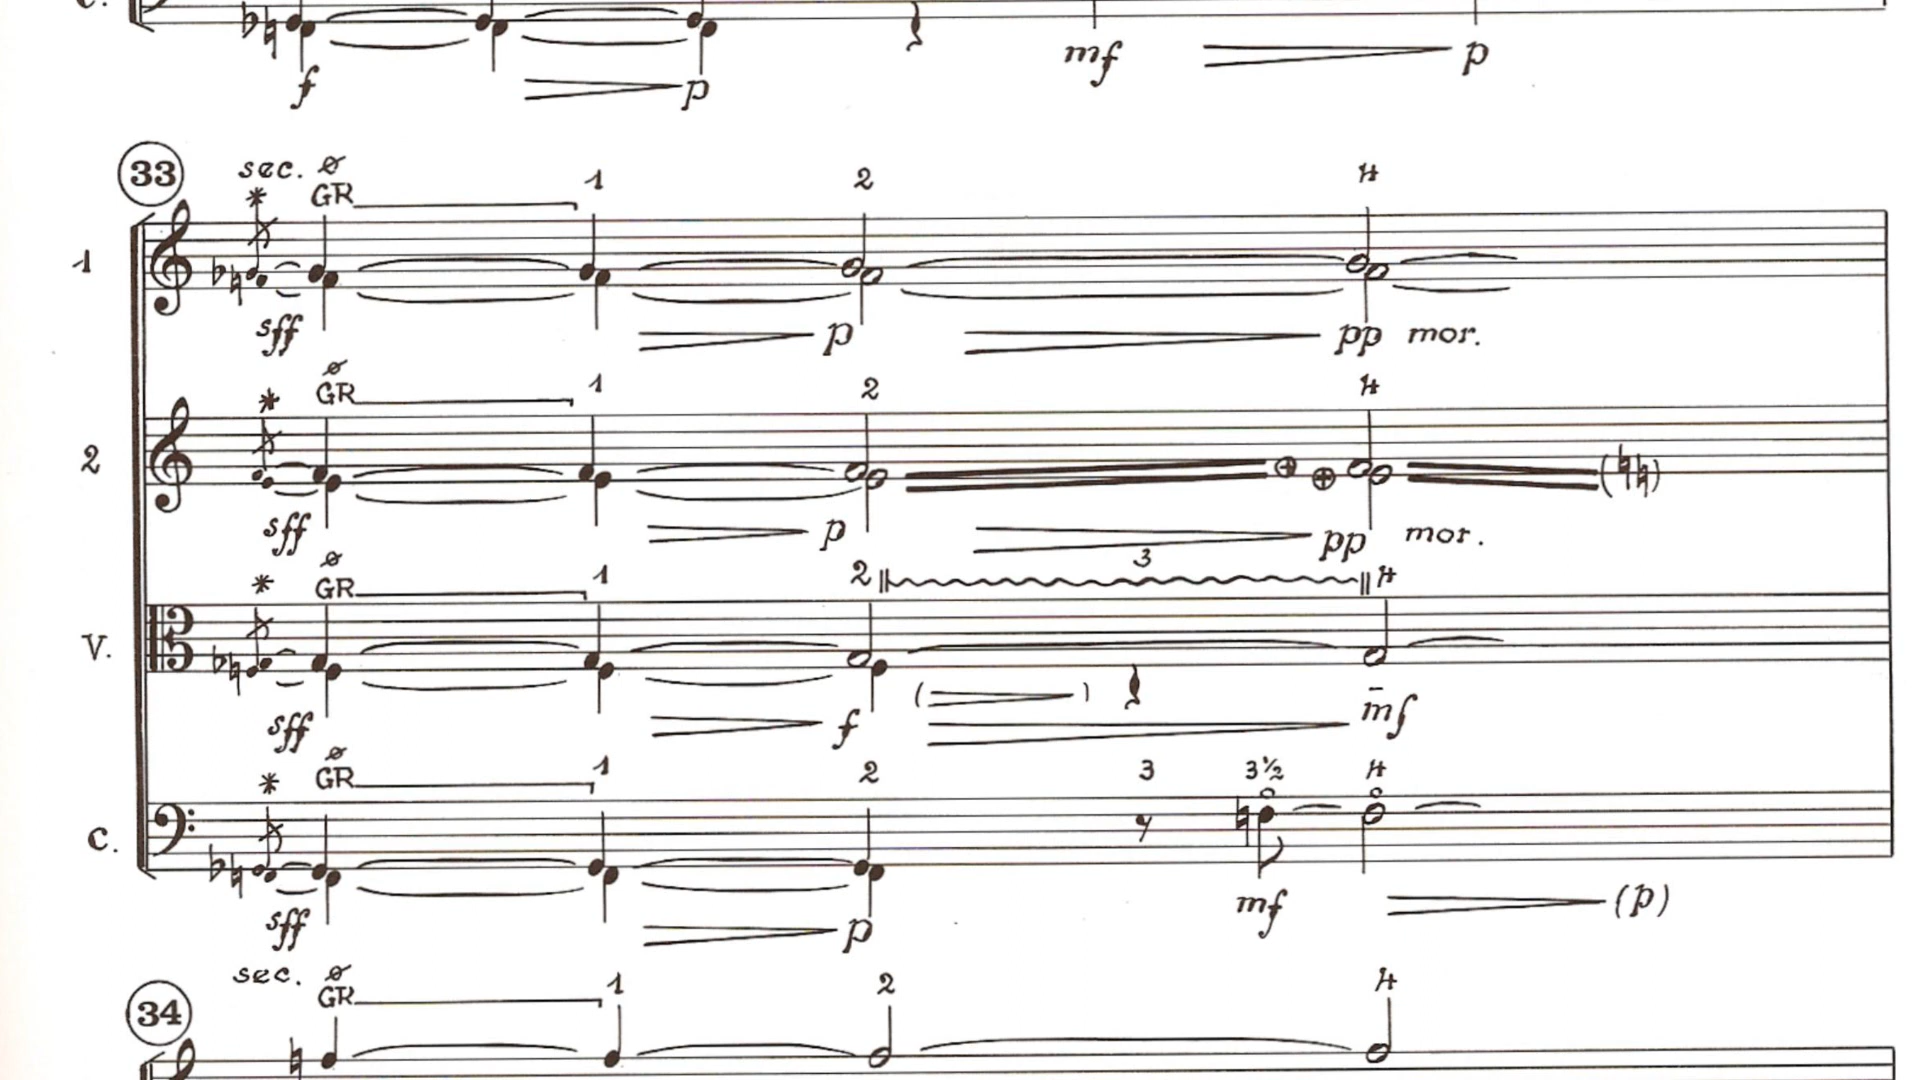 c.
f p mf p
33 sec. ø
* GR 1 2 4
1
sff p pp mor.
ø
* GR 1 2 4
2
sff p pp mor.
ø 3
* GR 1 2 4
V.
sff f mf
ø
* GR 1 2 3 3½ 4
c.
sff p mf (p)
34 sec. ø
GR 1 2 4